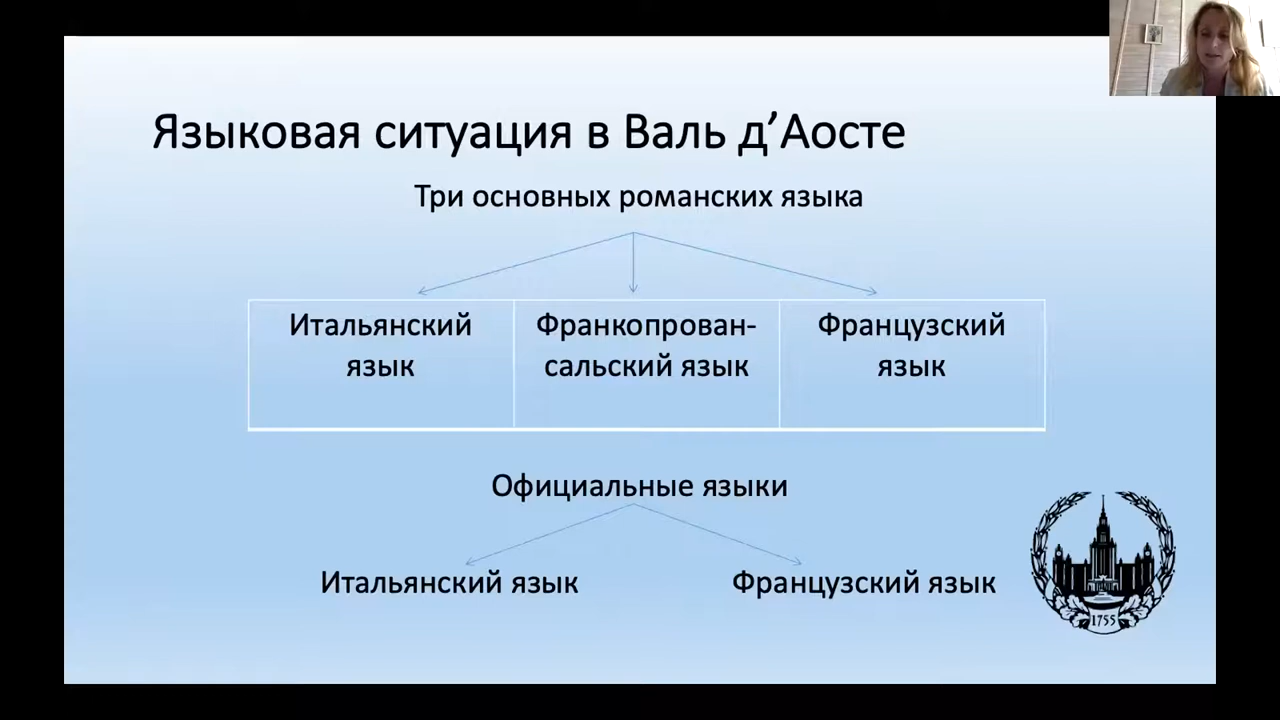 Языковая ситуация в Валь д’Аосте
Три основных романских языка
Итальянский
язык
Франкопрован-
сальский язык
Французский
язык
Официальные языки
Итальянский язык
Французский язык
1755